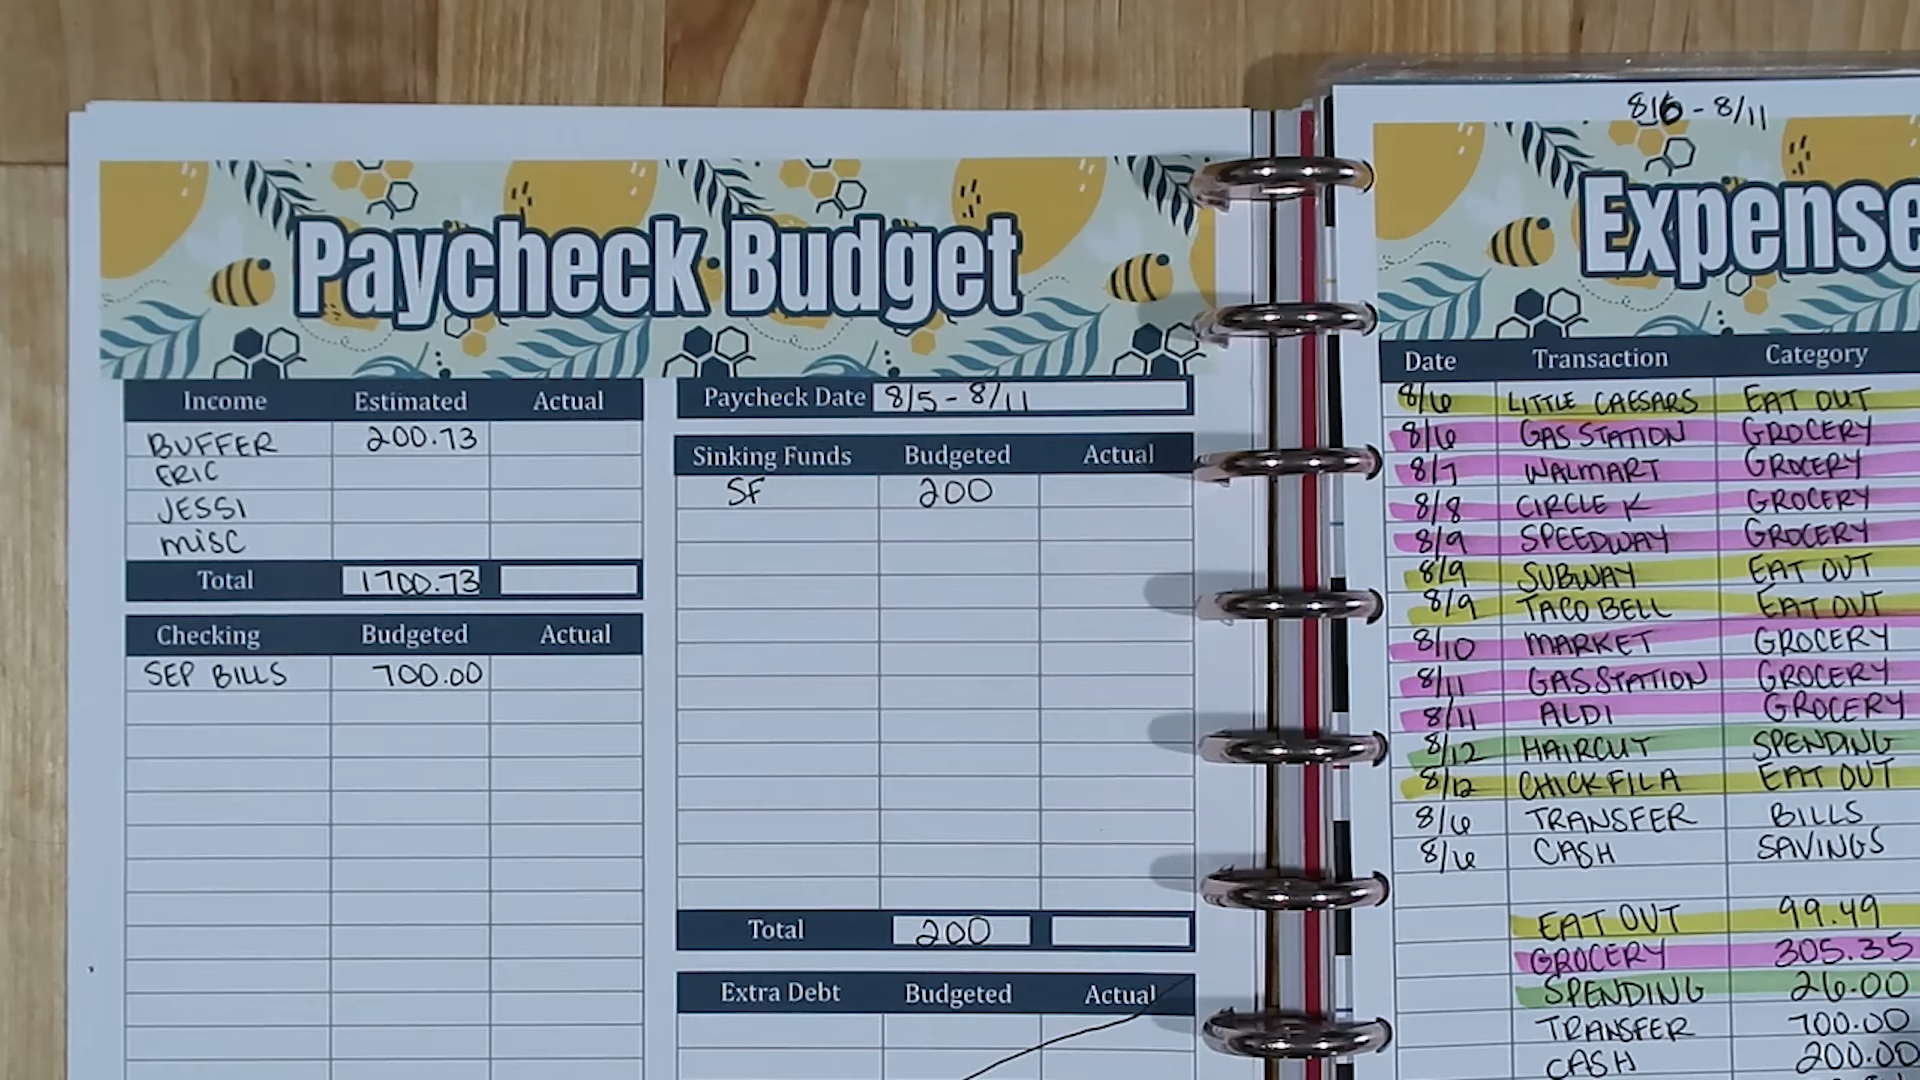 Paycheck Budget
Income Estimated Actual
BUFFER 200.73
ERIC
JESSI
MISC
Total 1700.73
Checking Budgeted Actual
SEP BILLS 700.00
Paycheck Date 8/5 - 8/11
Sinking Funds Budgeted Actual
SF 200
Total 200
Extra Debt Budgeted Actual
8/6 - 8/11
Expense
Date Transaction Category
8/6 LITTLE CAESARS EAT OUT
8/6 GAS STATION GROCERY
8/7 WALMART GROCERY
8/8 CIRCLE K GROCERY
8/9 SPEEDWAY GROCERY
8/9 SUBWAY EAT OUT
8/9 TACO BELL EAT OUT
8/10 MARKET GROCERY
8/11 GAS STATION GROCERY
8/11 ALDI GROCERY
8/12 HAIRCUT SPENDING
8/12 CHICKFILA EAT OUT
8/6 TRANSFER BILLS
8/6 CASH SAVINGS
EAT OUT 99.49
GROCERY 305.35
SPENDING 26.00
TRANSFER 700.00
CASH 200.00